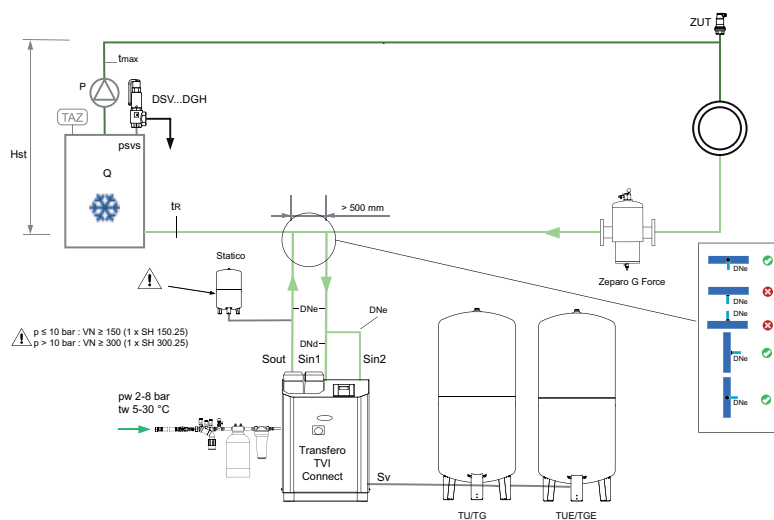 ZUT
tmax
P
DSV...DGH
TAZ
psvs
Hst
Q
tR
> 500 mm
Statico
Zeparo G Force
DNe
DNe
DNe
DNe
DNe
DNe
DNe
p ≤ 10 bar : VN ≥ 150 (1 x SH 150.25)
p > 10 bar : VN ≥ 300 (1 x SH 300.25)
DNd
Sout
Sin1
Sin2
pw 2-8 bar
tw 5-30 °C
Transfero
TVI
Connect
Sv
TU/TG
TUE/TGE